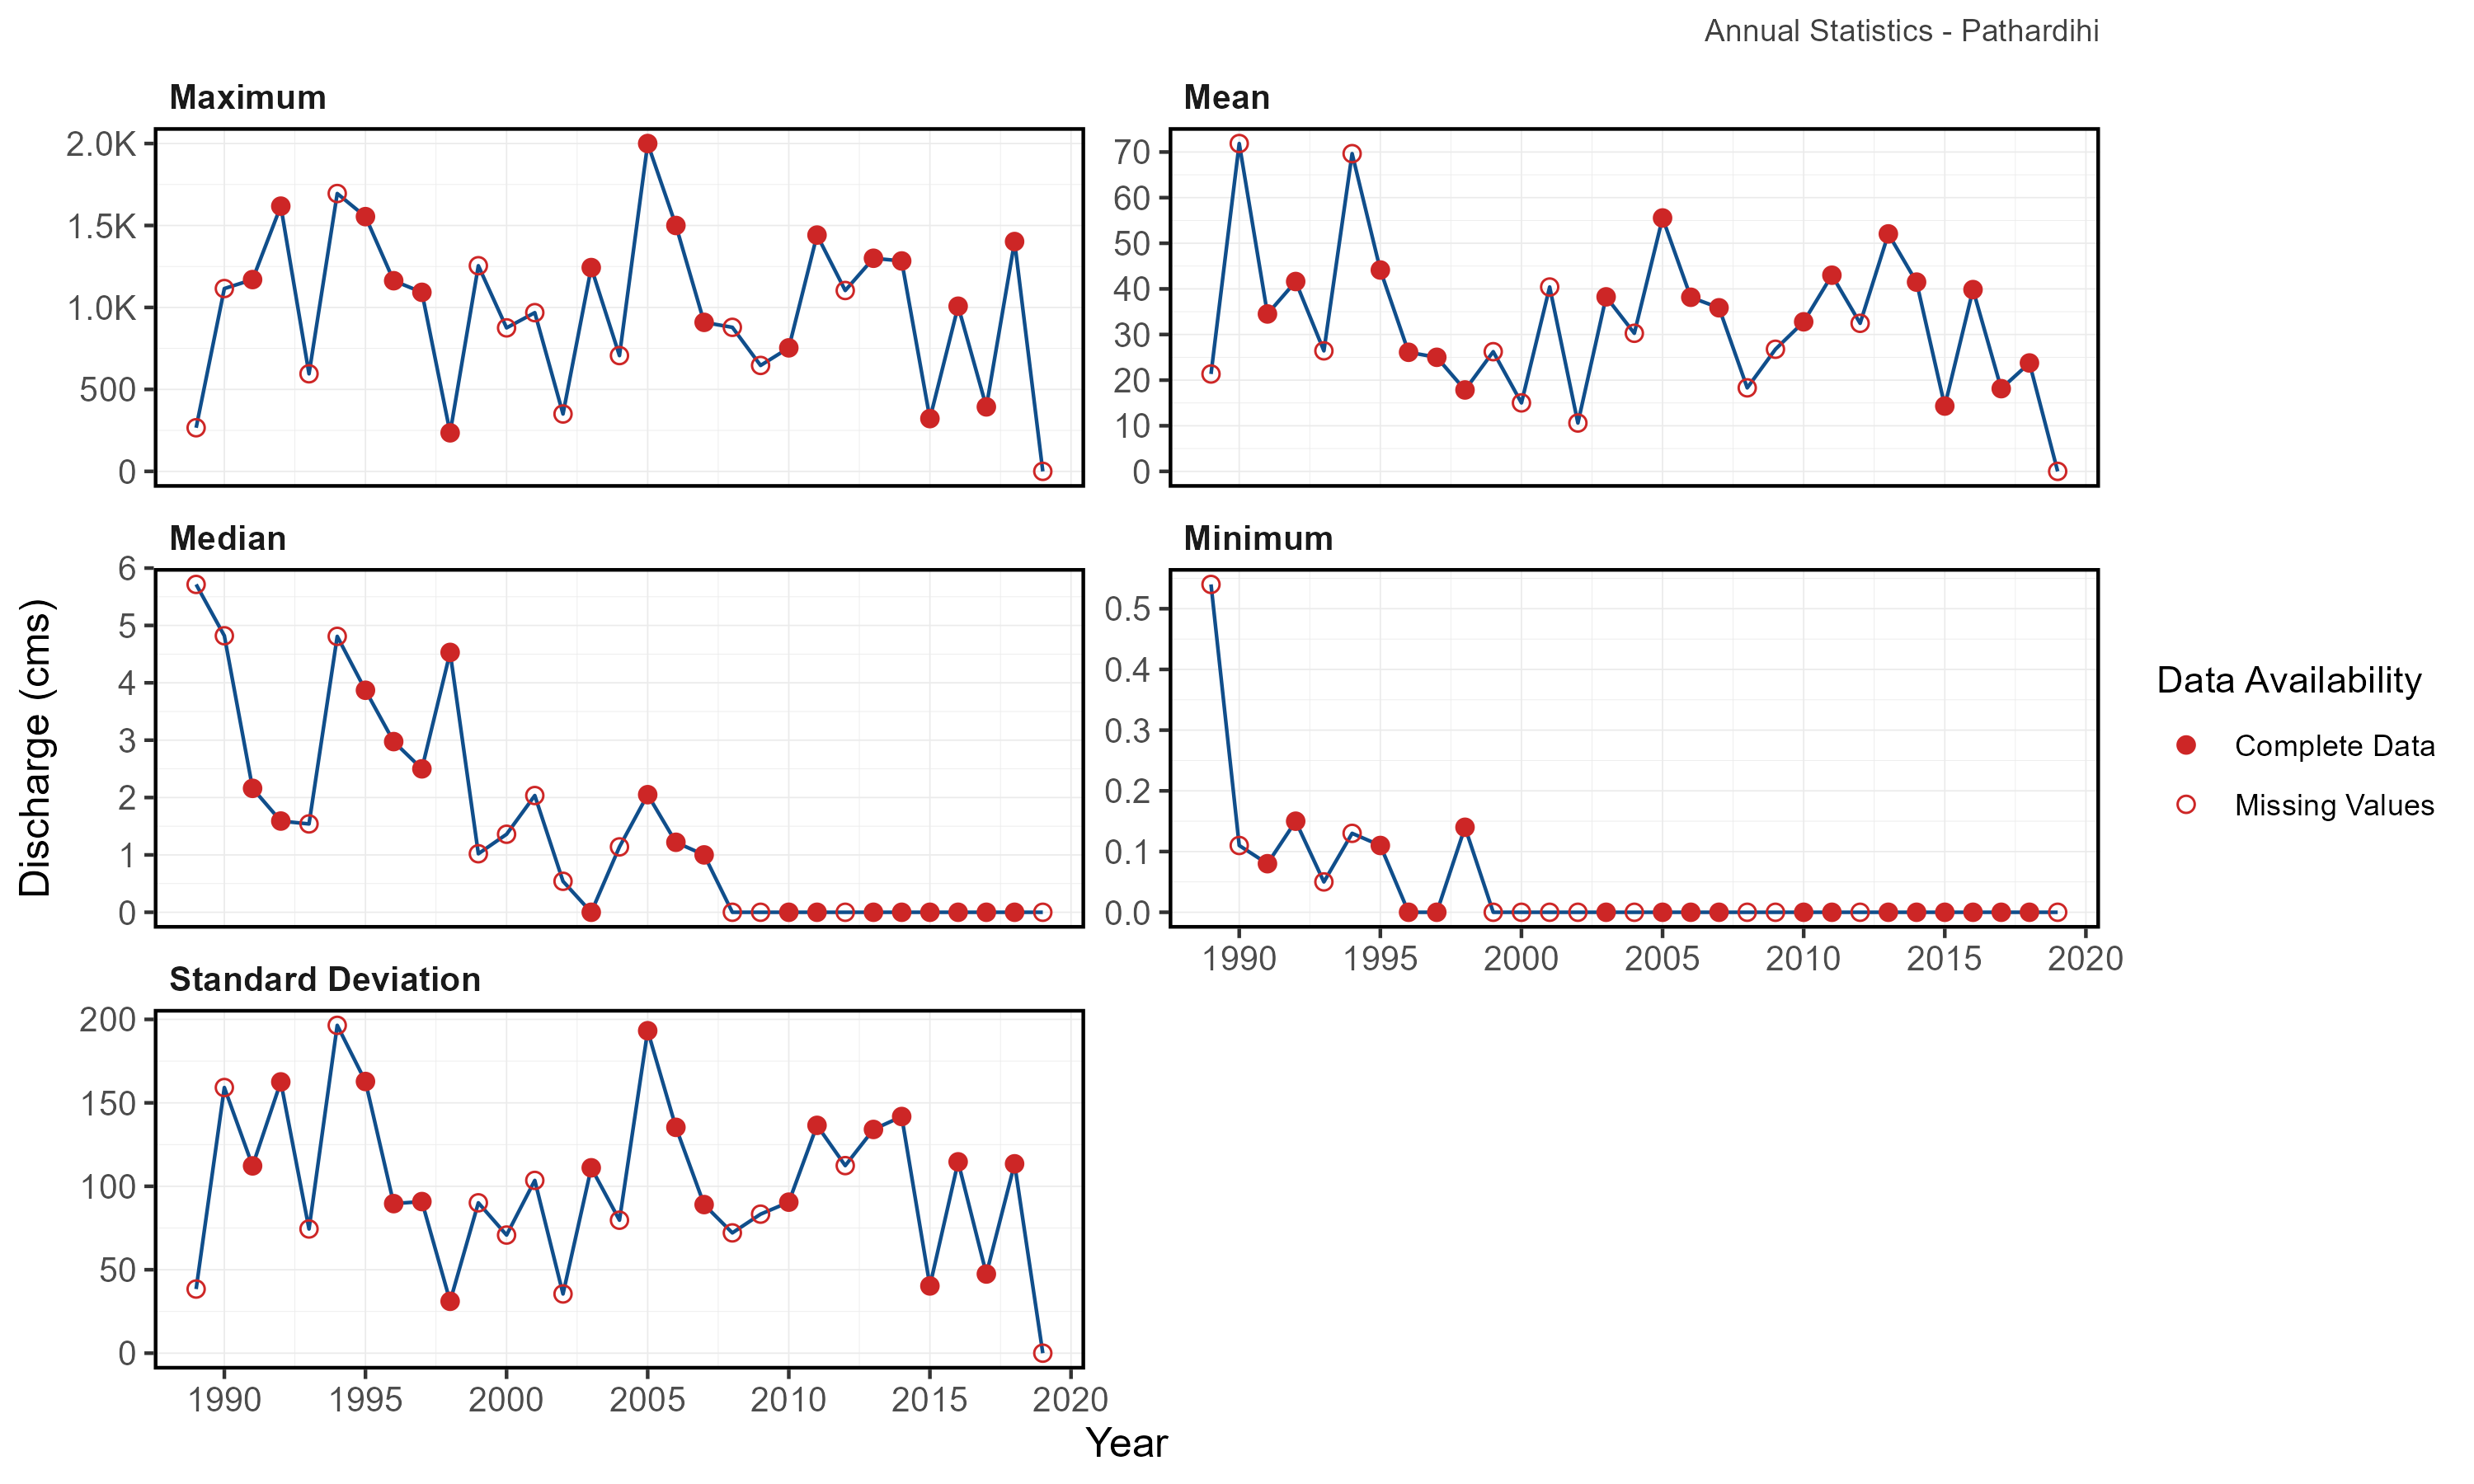 Annual Statistics - Pathardihi
Maximum
2.0K
1.5K
1.0K
500
0
Mean
70
60
50
40
30
20
10
0
Median
6
5
4
3
2
1
0
Minimum
0.5
0.4
0.3
0.2
0.1
0.0
1990 1995 2000 2005 2010 2015 2020
Standard Deviation
200
150
100
50
0
1990 1995 2000 2005 2010 2015 2020
Discharge (cms)
Year
Data Availability
Complete Data
Missing Values